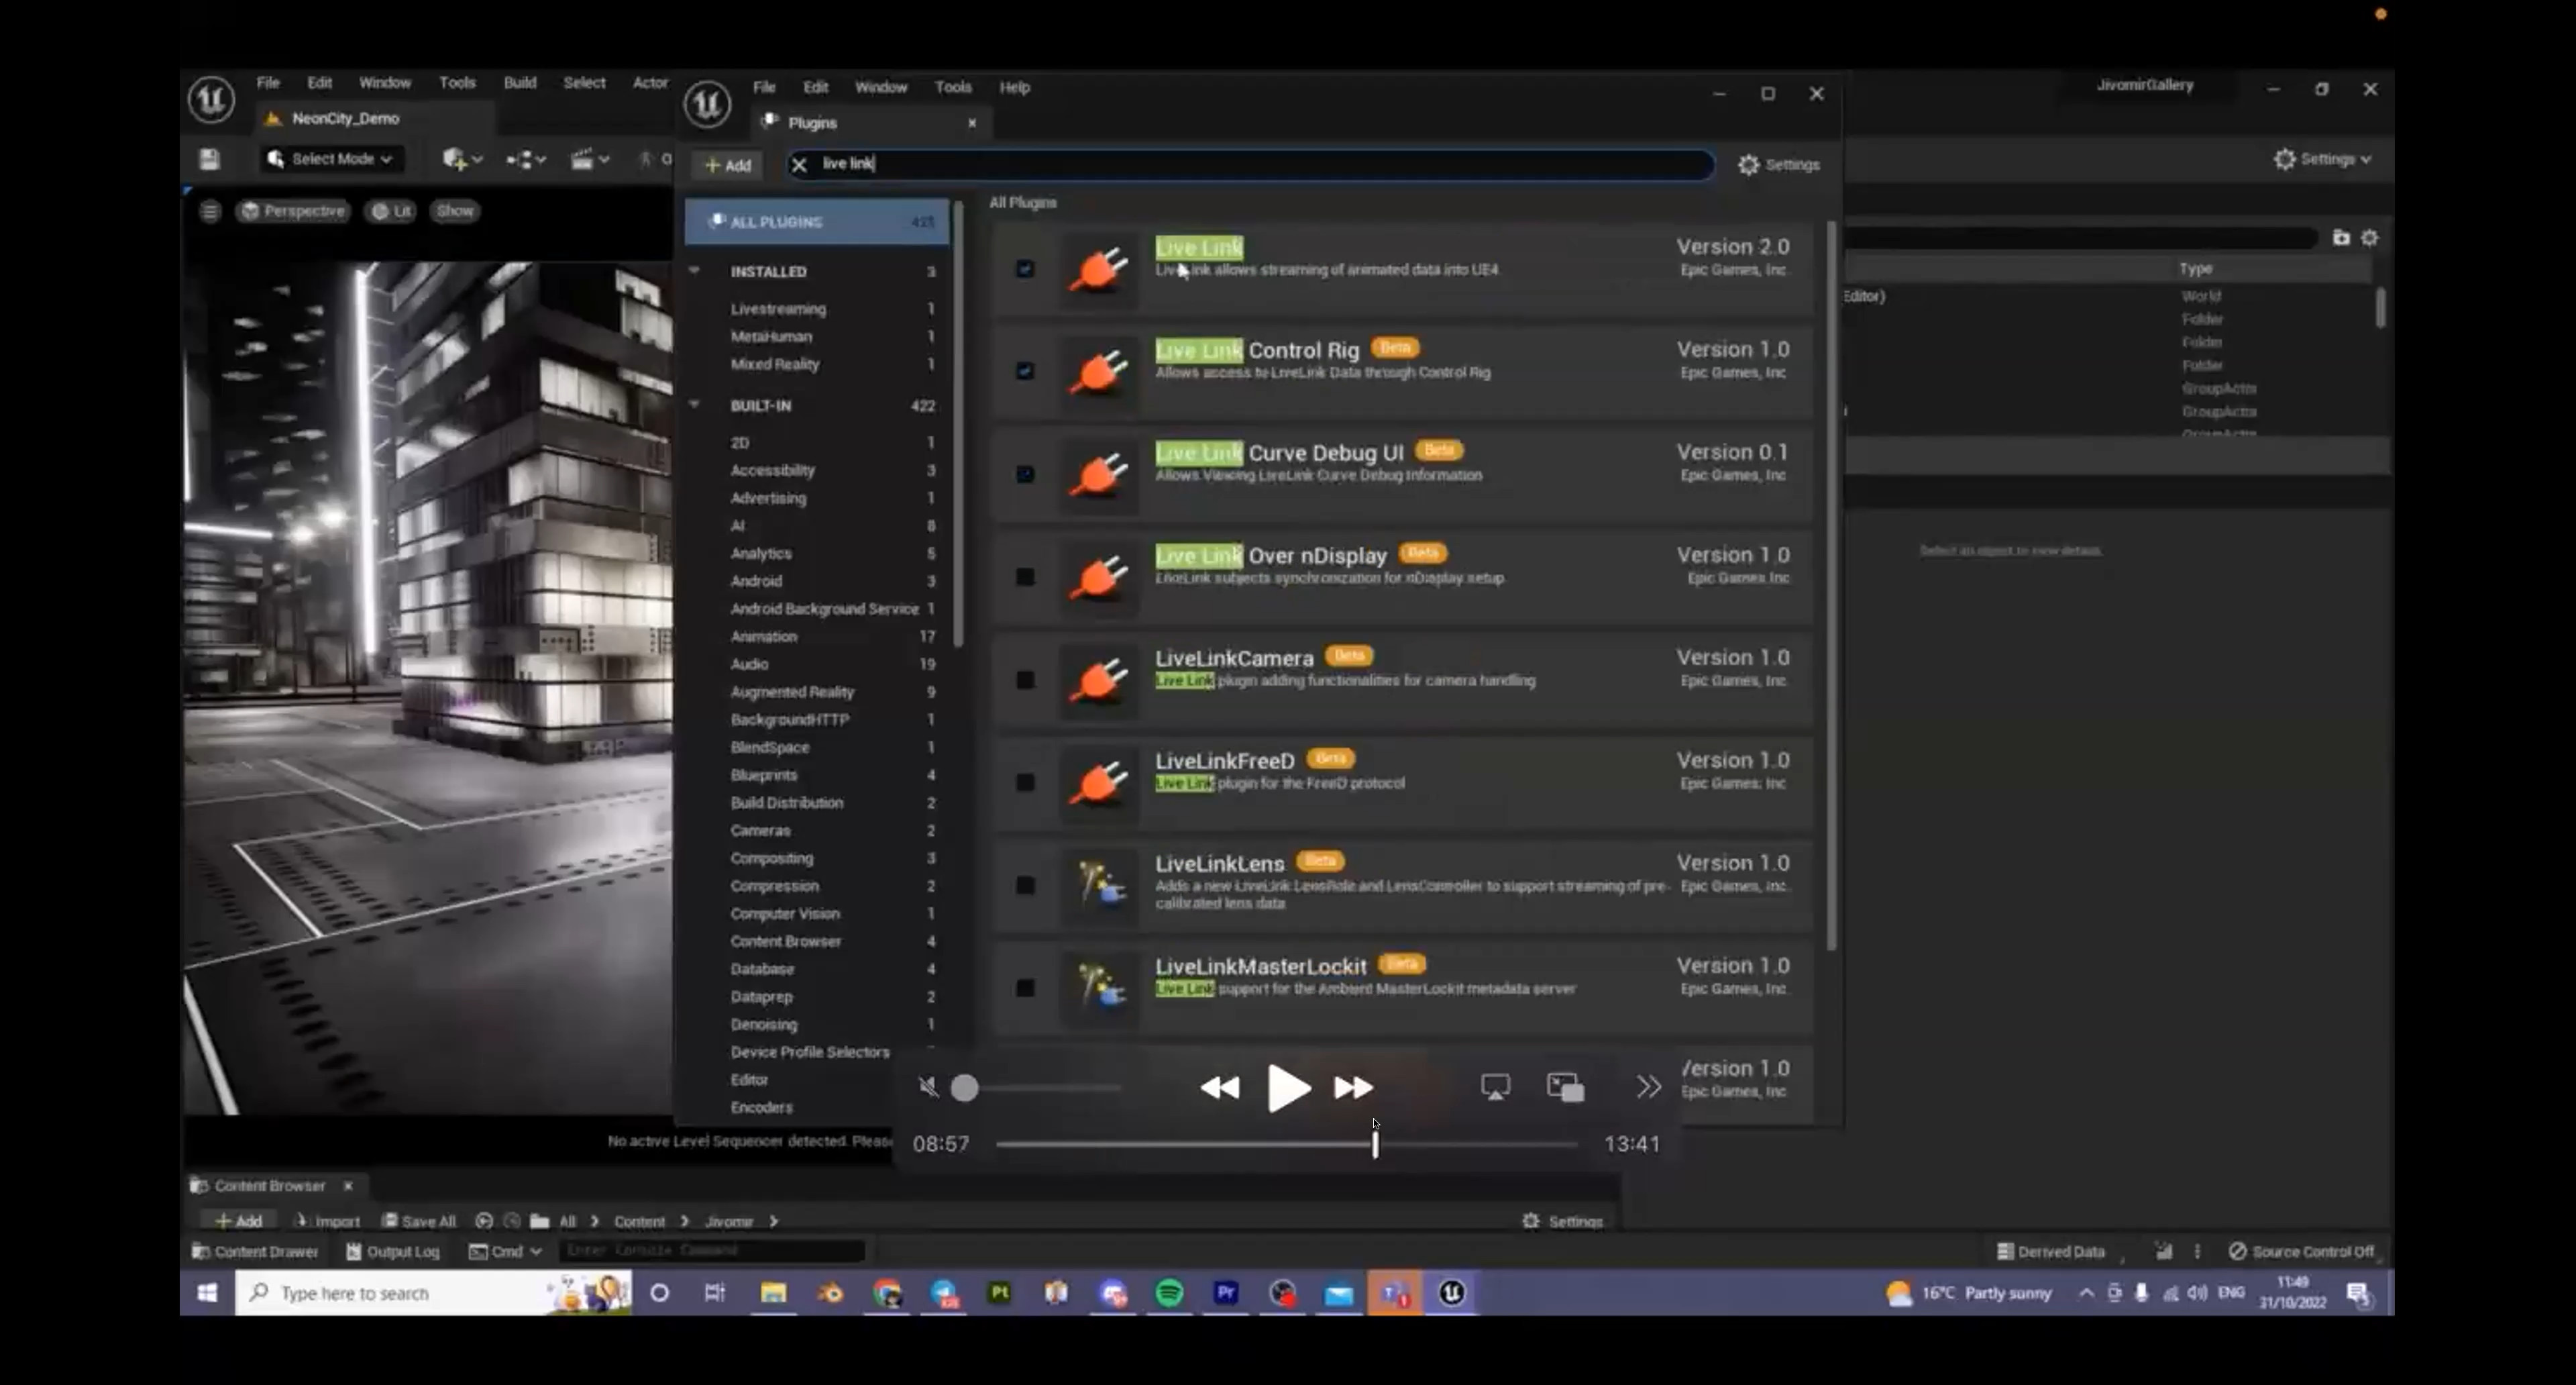 File Edit Window Tools Build Select Actor
NeonCity_Demo
Select Mode
Perspective Lit Show
File Edit Window Tools Help
Plugins
JivomirGallery
+ Add
live link
Settings
Settings
ALL PLUGINS 425
INSTALLED 3
Livestreaming 1
MetaHuman 1
Mixed Reality 1
BUILT-IN 422
2D 1
Accessibility 3
Advertising 1
AI 8
Analytics 5
Android 3
Android Background Service 1
Animation 17
Audio 19
Augmented Reality 9
BackgroundHTTP 1
BlendSpace 1
Blueprints 4
Build Distribution 2
Cameras 2
Compositing 3
Compression 2
Computer Vision 1
Content Browser 4
Database 4
Dataprep 2
Denoising 1
Device Profile Selectors
Editor
Encoders
All Plugins
Live Link Version 2.0
Live Link allows streaming of animated data into UE4 Epic Games, Inc.
Live Link Control Rig Beta Version 1.0
Allows access to LiveLink Data through Control Rig Epic Games, Inc.
Live Link Curve Debug UI Beta Version 0.1
Allows Viewing LiveLink Curve Debug Information Epic Games, Inc.
Live Link Over nDisplay Beta Version 1.0
LiveLink subjects synchronization for nDisplay setup. Epic Games Inc
LiveLinkCamera Beta Version 1.0
Live Link plugin adding functionalities for camera handling Epic Games, Inc.
LiveLinkFreeD Beta Version 1.0
Live Link plugin for the FreeD protocol Epic Games, Inc.
LiveLinkLens Beta Version 1.0
Adds a new LiveLink LensRole and LensController to support streaming of pre- Epic Games, Inc.
calibrated lens data
LiveLinkMasterLockit Beta Version 1.0
Live Link support for the Ambient MasterLockit metadata server Epic Games, Inc.
Version 1.0
Epic Games, Inc.
Type
Editor) World
Folder
Folder
Folder
GroupActor
GroupActor
GroupActor
Select an object to view details.
08:57 13:41
No active Level Sequencer detected. Please
Content Browser
+ Add Import Save All All > Content > Jivomir > Settings
Content Drawer Output Log Cmd Enter Console Command Derived Data Source Control Off
Type here to search
Pt
Pr
16°C Partly sunny ENG
11:49
31/10/2022